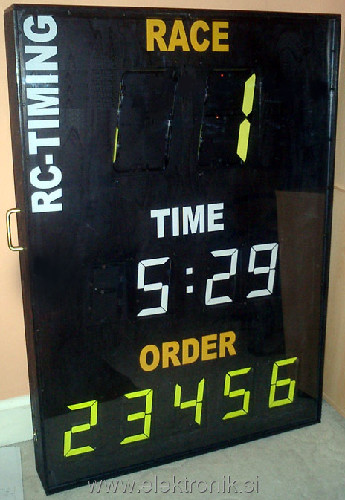 RC-TIMING
RACE
1
TIME
5:29
ORDER
23456
www.elektronik.si